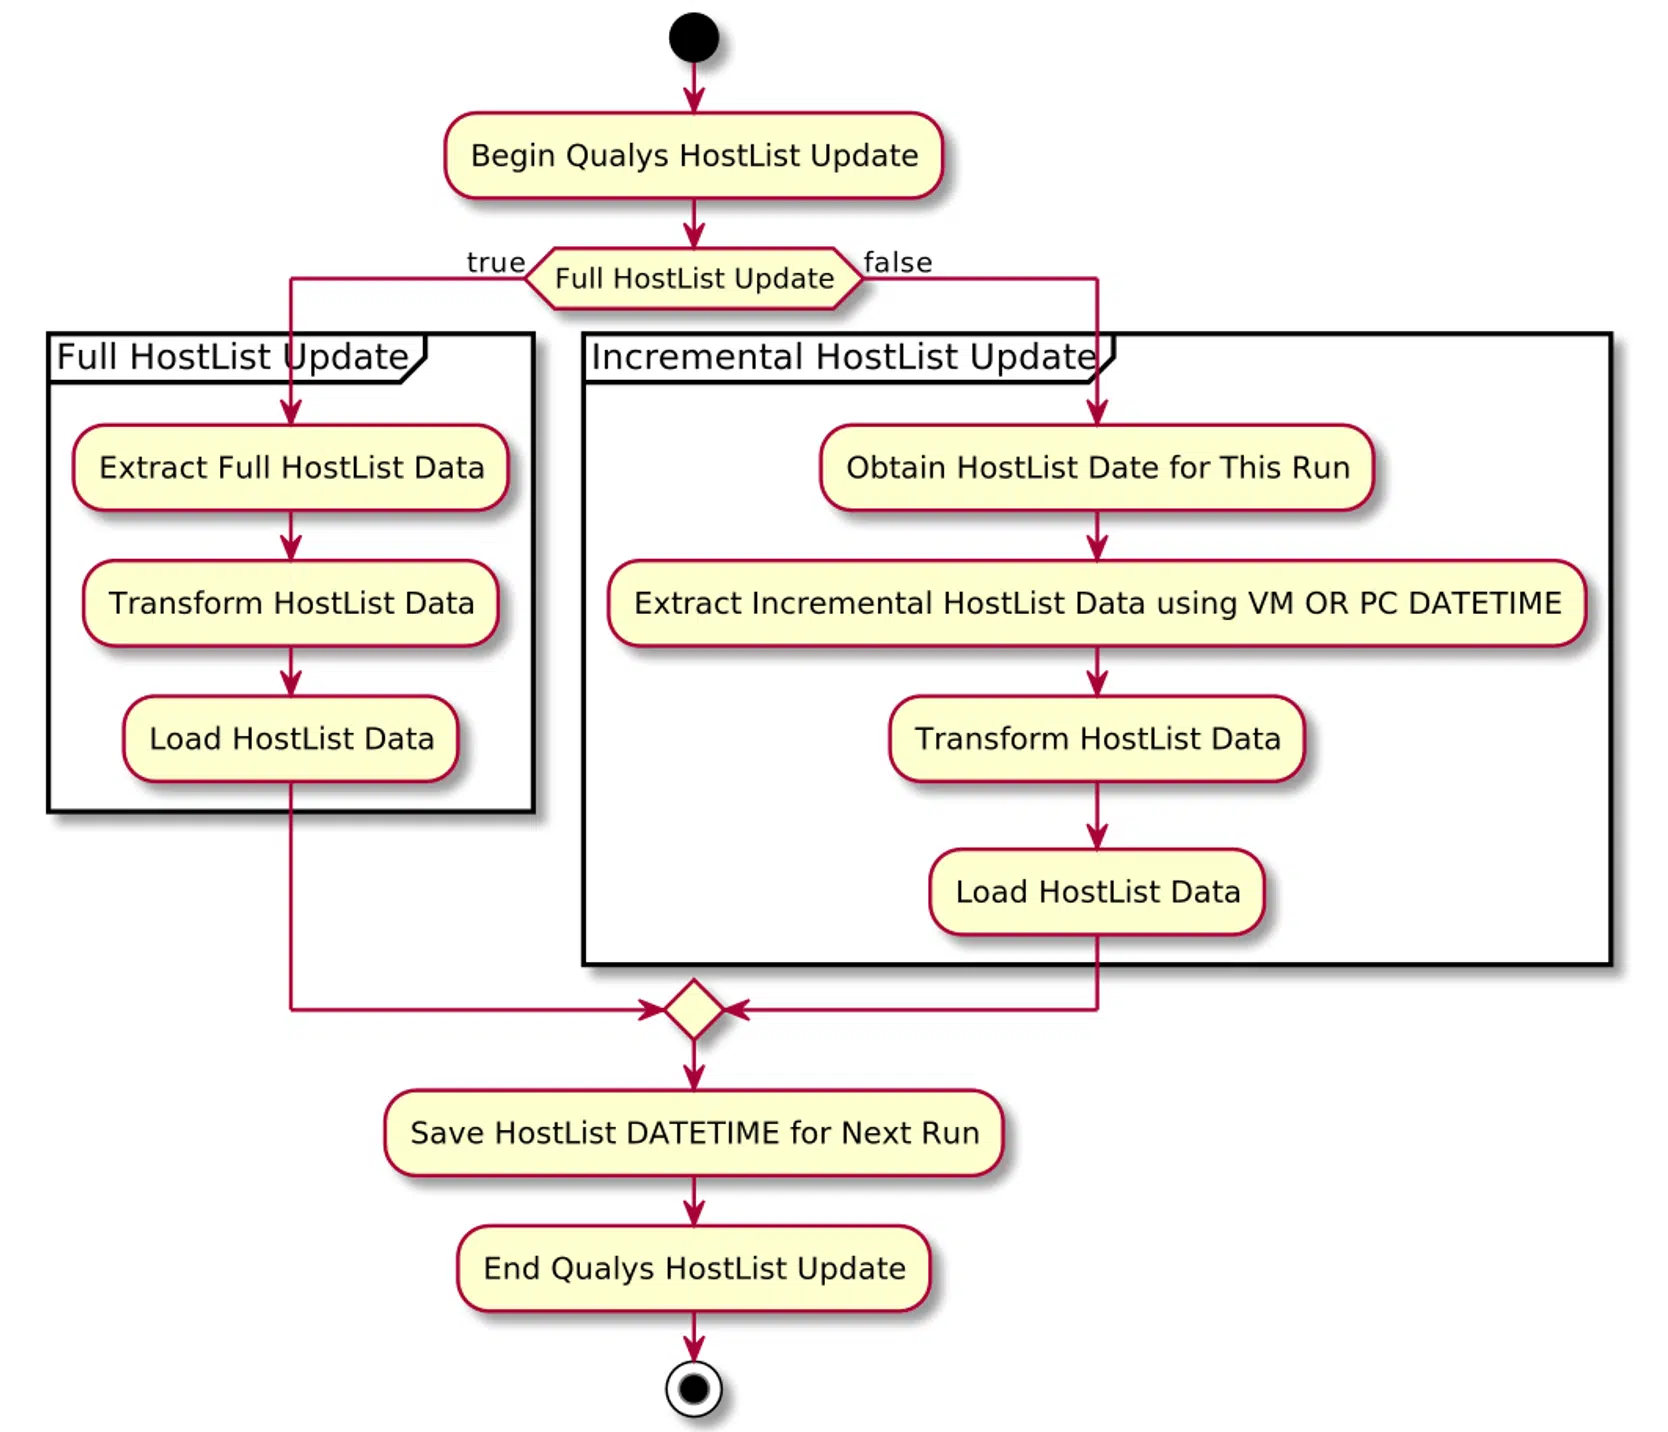 Begin Qualys HostList Update
true
Full HostList Update
false
Full HostList Update
Extract Full HostList Data
Transform HostList Data
Load HostList Data
Incremental HostList Update
Obtain HostList Date for This Run
Extract Incremental HostList Data using VM OR PC DATETIME
Transform HostList Data
Load HostList Data
Save HostList DATETIME for Next Run
End Qualys HostList Update